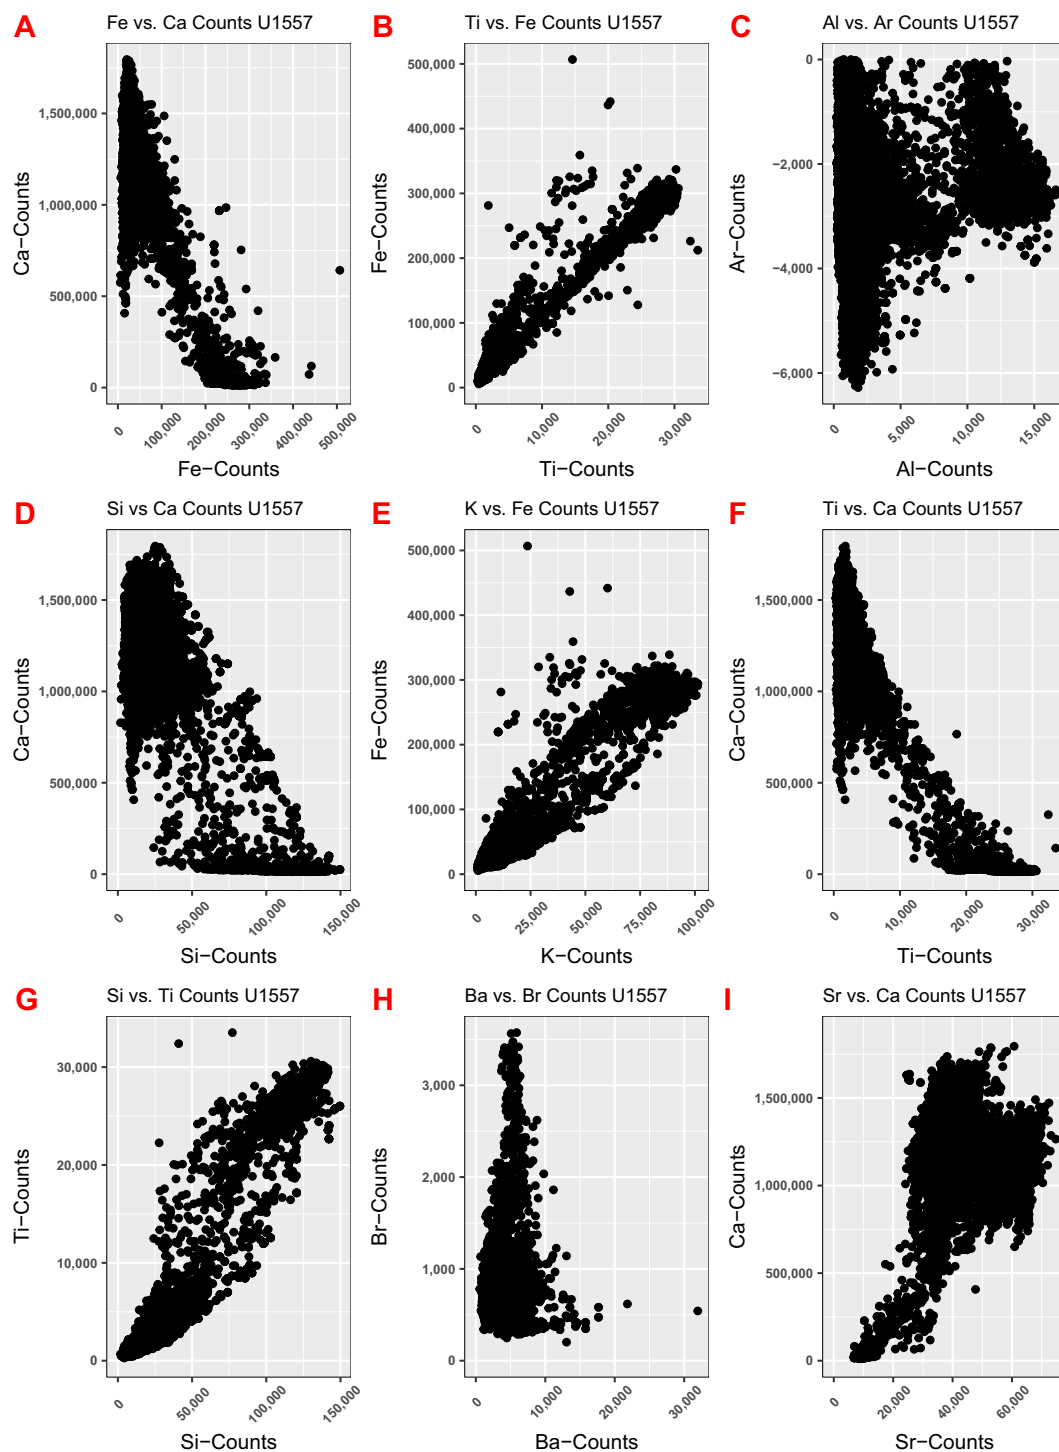 A Fe vs. Ca Counts U1557
Ca−Counts
1,500,000
1,000,000
500,000
0
0 100,000 200,000 300,000 400,000 500,000
Fe−Counts
B Ti vs. Fe Counts U1557
Fe−Counts
500,000
400,000
300,000
200,000
100,000
0
0 10,000 20,000 30,000
Ti−Counts
C Al vs. Ar Counts U1557
Ar−Counts
0
−2,000
−4,000
−6,000
0 5,000 10,000 15,000
Al−Counts
D Si vs Ca Counts U1557
Ca−Counts
1,500,000
1,000,000
500,000
0
0 50,000 100,000 150,000
Si−Counts
E K vs. Fe Counts U1557
Fe−Counts
500,000
400,000
300,000
200,000
100,000
0
0 25,000 50,000 75,000 100,000
K−Counts
F Ti vs. Ca Counts U1557
Ca−Counts
1,500,000
1,000,000
500,000
0
0 10,000 20,000 30,000
Ti−Counts
G Si vs. Ti Counts U1557
Ti−Counts
30,000
20,000
10,000
0
0 50,000 100,000 150,000
Si−Counts
H Ba vs. Br Counts U1557
Br−Counts
3,000
2,000
1,000
0
0 10,000 20,000 30,000
Ba−Counts
I Sr vs. Ca Counts U1557
Ca−Counts
1,500,000
1,000,000
500,000
0
0 20,000 40,000 60,000
Sr−Counts